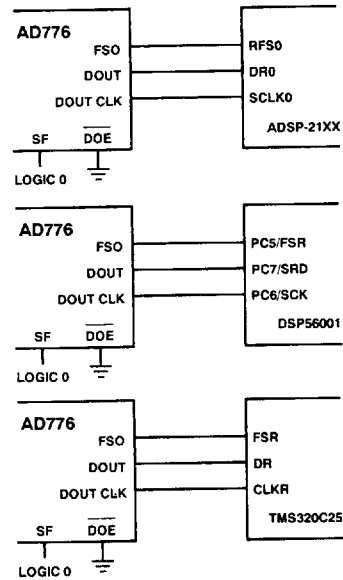 AD776
FSO
RFS0
DOUT
DR0
DOUT CLK
SCLK0
ADSP-21XX
SF
DOE
LOGIC 0
AD776
FSO
PC5/FSR
DOUT
PC7/SRD
DOUT CLK
PC6/SCK
DSP56001
SF
DOE
LOGIC 0
AD776
FSO
FSR
DOUT
DR
DOUT CLK
CLKR
TMS320C25
SF
DOE
LOGIC 0